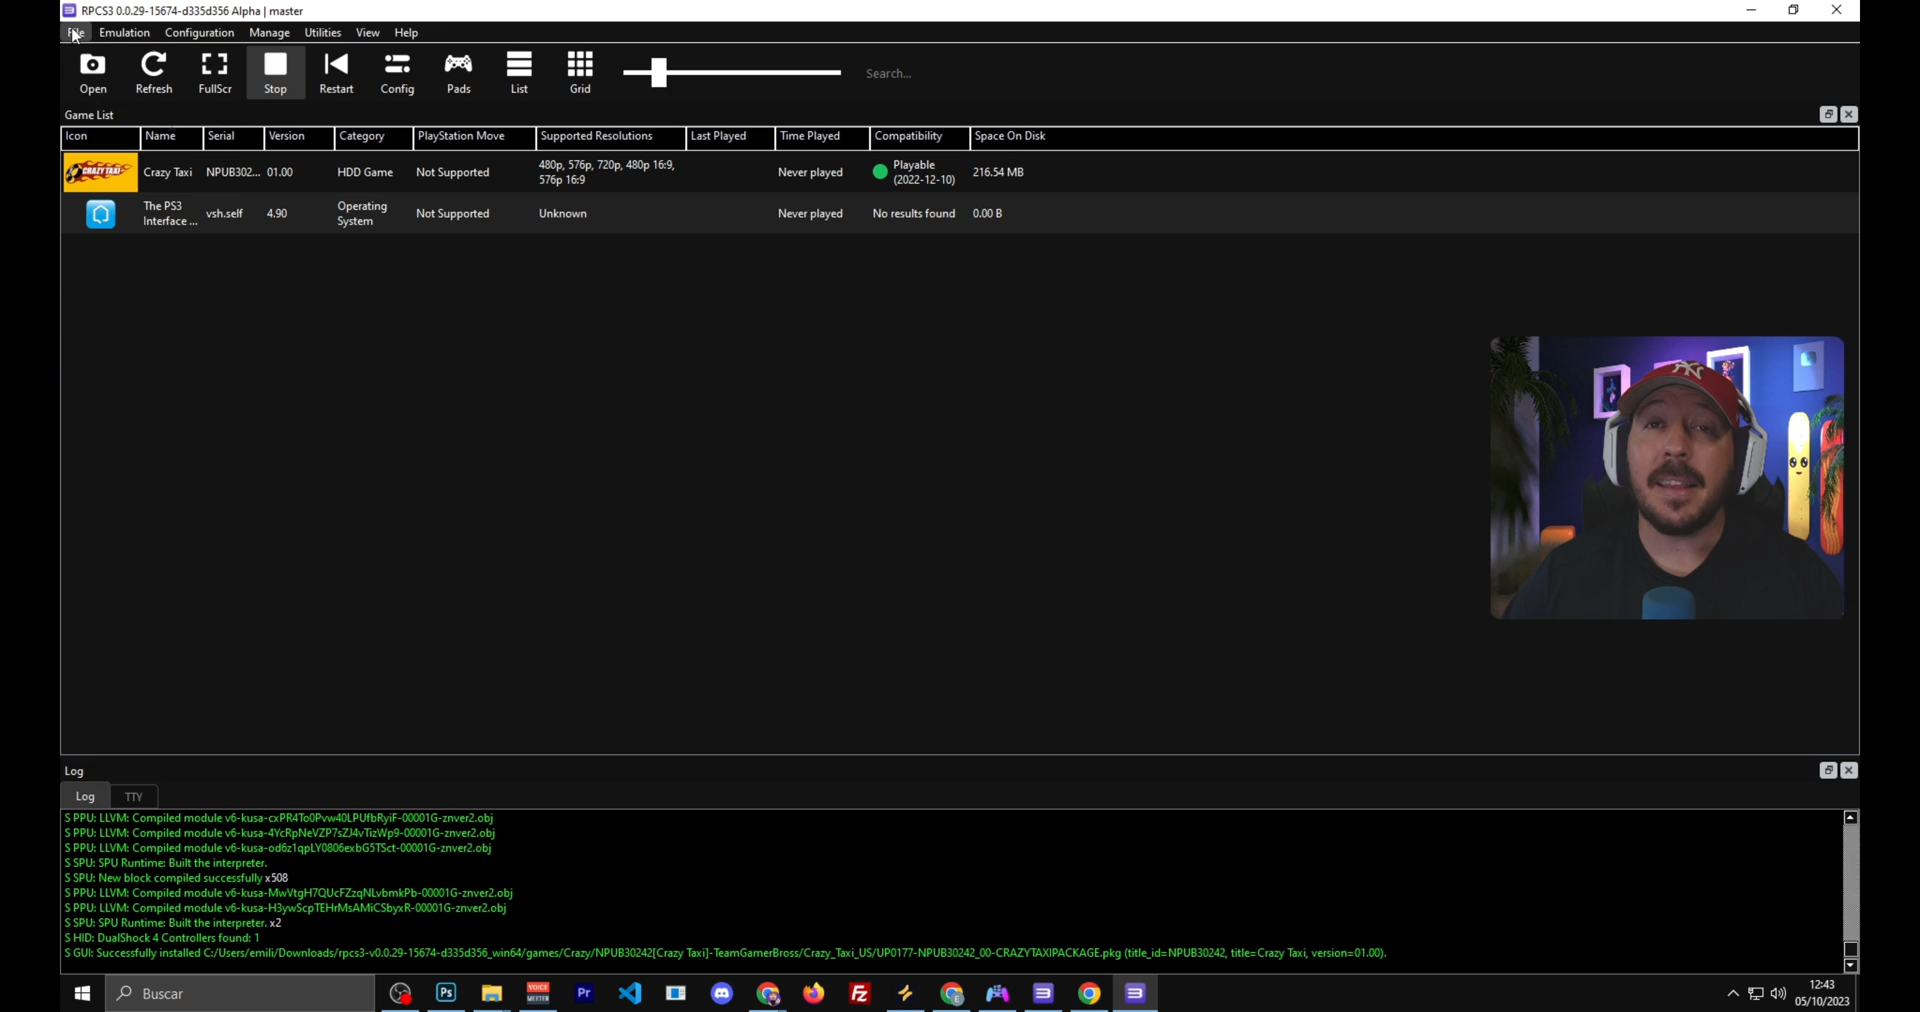 RPCS3 0.0.29-15674-d335d356 Alpha | master
File Emulation Configuration Manage Utilities View Help
Open Refresh FullScr Stop Restart Config Pads List Grid Search...
Game List
Icon Name Serial Version Category PlayStation Move Supported Resolutions Last Played Time Played Compatibility Space On Disk
CRAZY TAXI Crazy Taxi NPUB302... 01.00 HDD Game Not Supported 480p, 576p, 720p, 480p 16:9, Never played Playable 216.54 MB
576p 16:9 (2022-12-10)
The PS3 vsh.self 4.90 Operating Not Supported Unknown Never played No results found 0.00 B
Interface ... System
Log
Log TTY
S PPU: LLVM: Compiled module v6-kusa-cxPR4To0Pvw40LPUfbRyiF-00001G-znver2.obj
S PPU: LLVM: Compiled module v6-kusa-4YcRpNeVZP7sZJ4vTizWp9-00001G-znver2.obj
S PPU: LLVM: Compiled module v6-kusa-od6z1qpLY0806exbG5TSct-00001G-znver2.obj
S SPU: SPU Runtime: Built the interpreter.
S SPU: New block compiled successfully x508
S PPU: LLVM: Compiled module v6-kusa-MwVtgH7QUcFZzqNLvbmkPb-00001G-znver2.obj
S PPU: LLVM: Compiled module v6-kusa-H3ywScpTEHrMsAMiCSbyxR-00001G-znver2.obj
S SPU: SPU Runtime: Built the interpreter. x2
S HID: DualShock 4 Controllers found: 1
S GUI: Successfully installed C:/Users/emili/Downloads/rpcs3-v0.0.29-15674-d335d356_win64/games/Crazy/NPUB30242[Crazy Taxi]-TeamGamerBross/Crazy_Taxi_US/UP0177-NPUB30242_00-CRAZYTAXIPACKAGE.pkg (title_id=NPUB30242, title=Crazy Taxi, version=01.00).
Buscar Ps VOICE MEETER Pr Fz E 12:43
05/10/2023